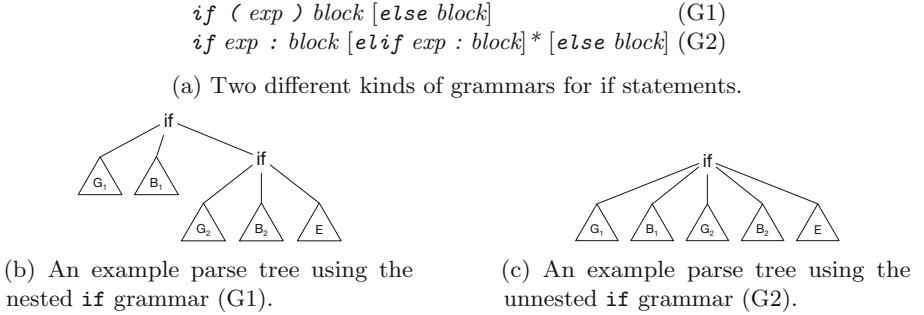 if ( exp ) block [else block] (G1)
if exp : block [elif exp : block]* [else block] (G2)
(a) Two different kinds of grammars for if statements.
if
G₁ B₁ if
G₂ B₂ E
(b) An example parse tree using the
nested if grammar (G1).
if
G₁ B₁ G₂ B₂ E
(c) An example parse tree using the
unnested if grammar (G2).